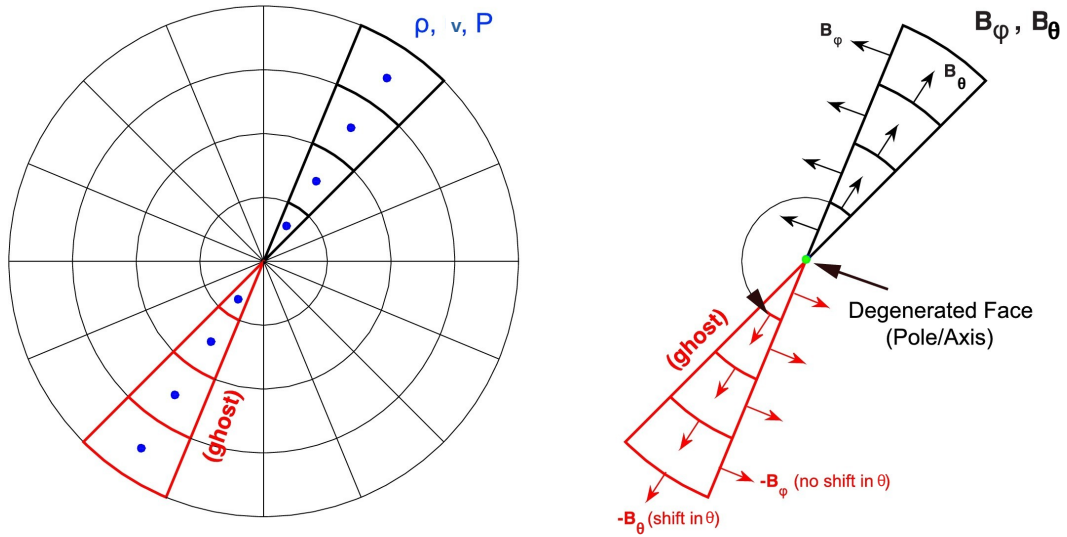 ρ, v, P
(ghost)
B_φ , B_θ
B_φ
B_θ
Degenerated Face
(Pole/Axis)
(ghost)
-B_φ (no shift in θ)
-B_θ (shift in θ)